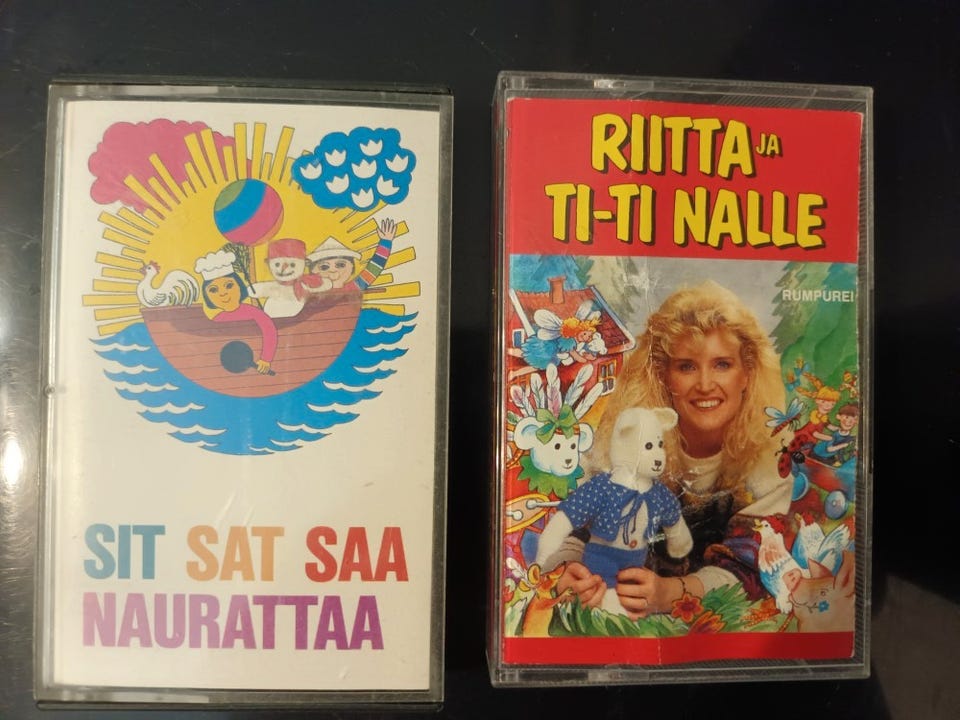 SIT SAT SAA
NAURATTAA
RIITTA JA
TI-TI NALLE
RUMPUREI